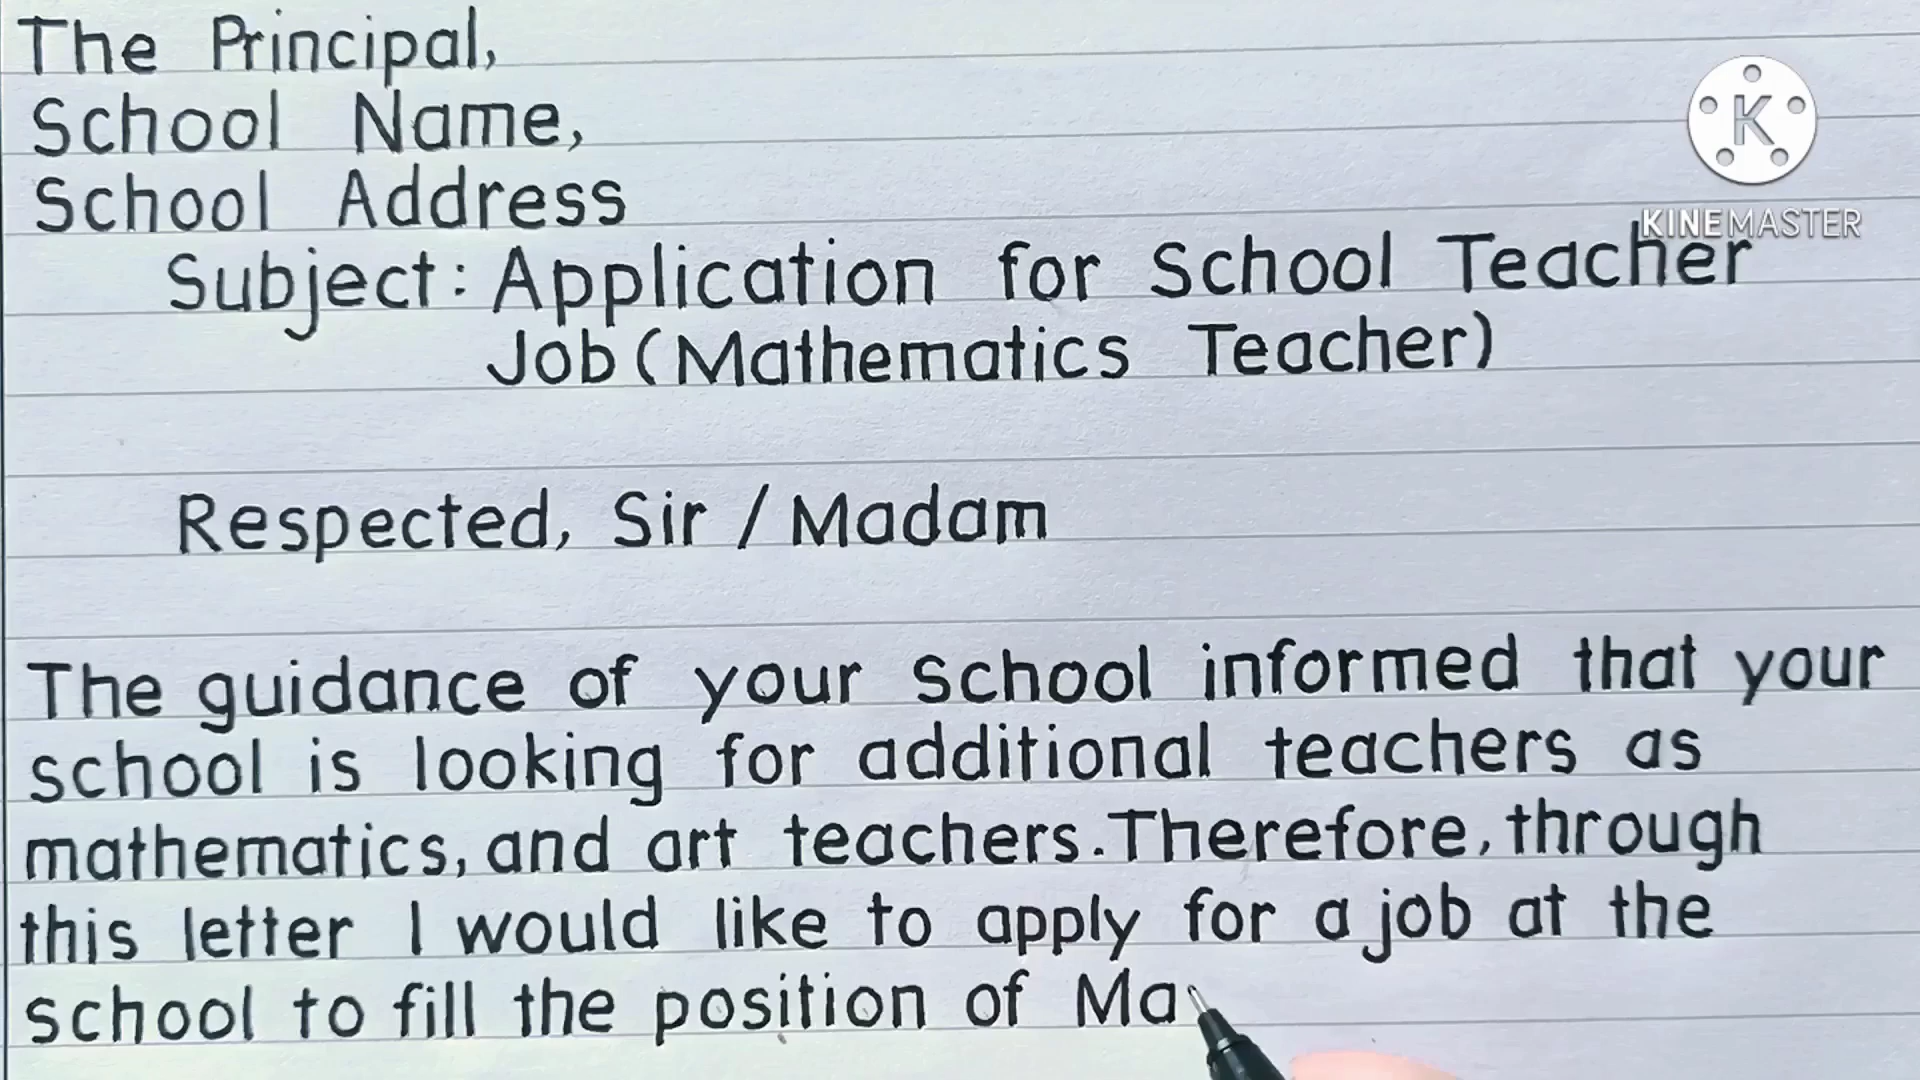 The Principal,
School Name,
School Address
Subject: Application for School Teacher
Job (Mathematics Teacher)
Respected, Sir / Madam
The guidance of your school informed that your
school is looking for additional teachers as
mathematics, and art teachers. Therefore, through
this letter I would like to apply for a job at the
school to fill the position of Ma
K
KINEMASTER